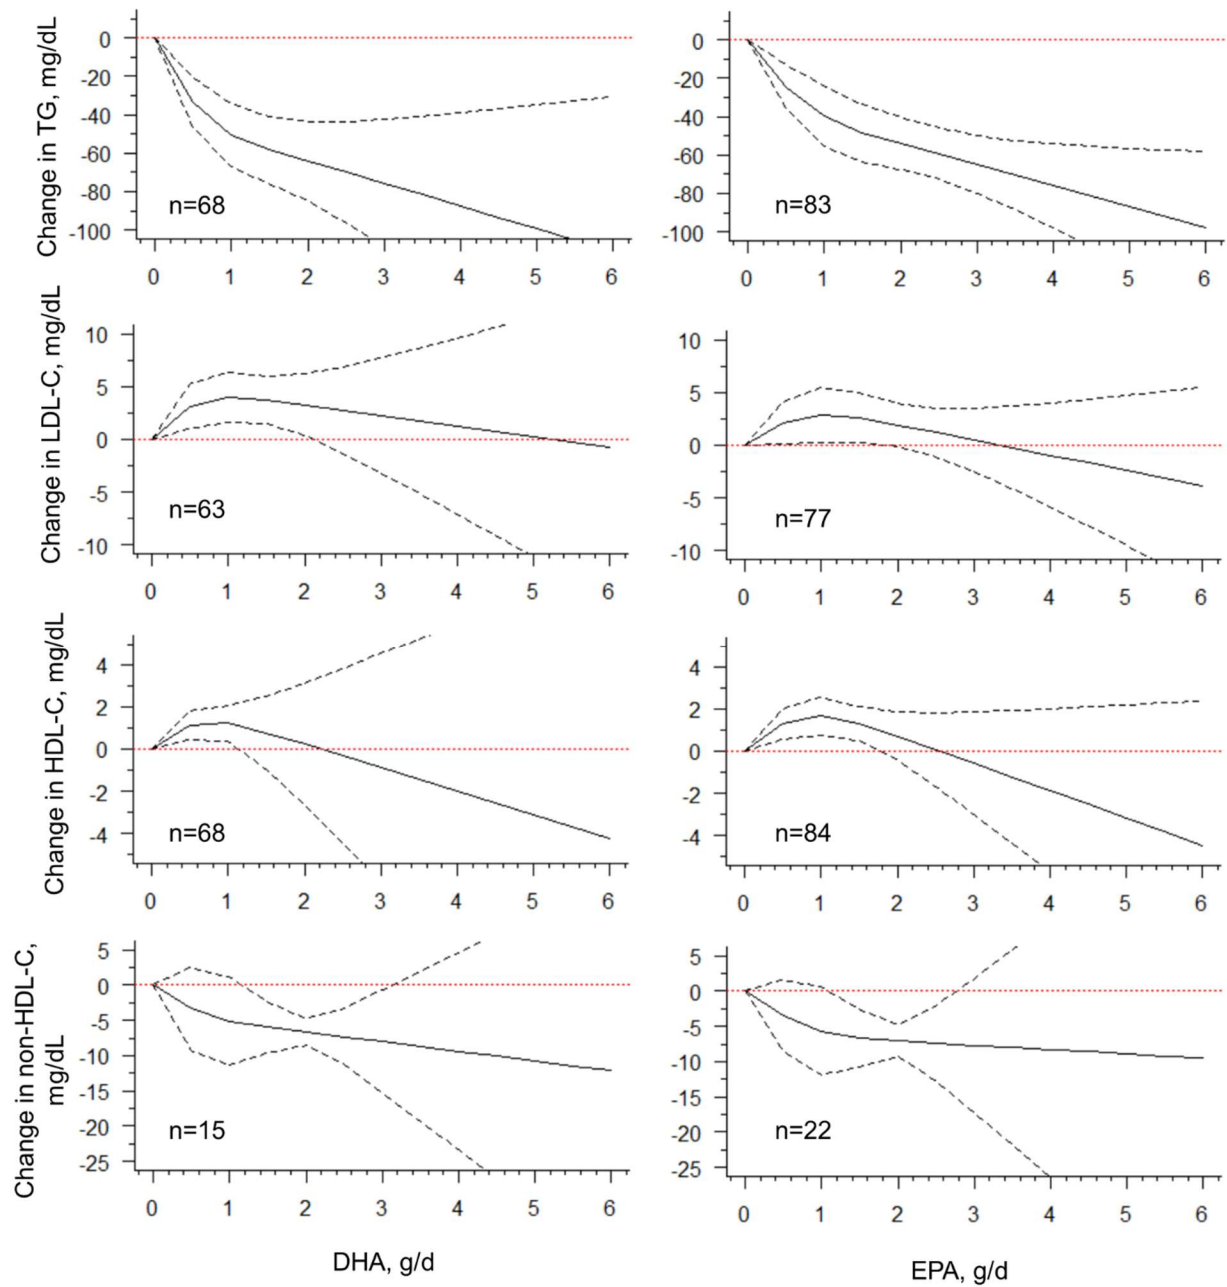 Change in TG, mg/dL
0
-20
-40
-60
-80
-100
n=68
0 1 2 3 4 5 6
0
-20
-40
-60
-80
-100
n=83
0 1 2 3 4 5 6
Change in LDL-C, mg/dL
10
5
0
-5
-10
n=63
0 1 2 3 4 5 6
10
5
0
-5
-10
n=77
0 1 2 3 4 5 6
Change in HDL-C, mg/dL
4
2
0
-2
-4
n=68
0 1 2 3 4 5 6
4
2
0
-2
-4
n=84
0 1 2 3 4 5 6
Change in non-HDL-C,
mg/dL
5
0
-5
-10
-15
-20
-25
n=15
0 1 2 3 4 5 6
DHA, g/d
5
0
-5
-10
-15
-20
-25
n=22
0 1 2 3 4 5 6
EPA, g/d